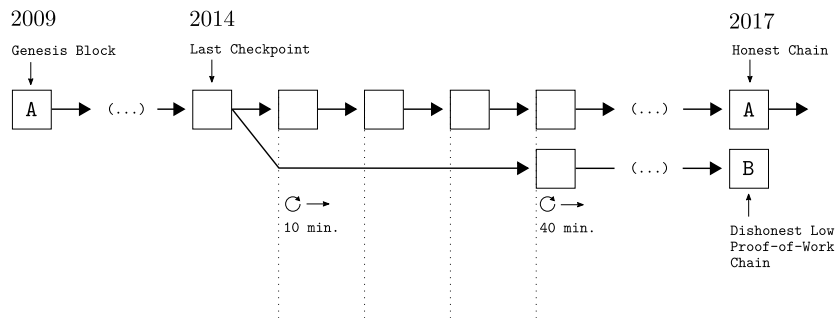 2009
2014
2017
Genesis Block
Last Checkpoint
Honest Chain
A
(...)
(...)
A
(...)
B
10 min.
40 min.
Dishonest Low
Proof-of-Work
Chain